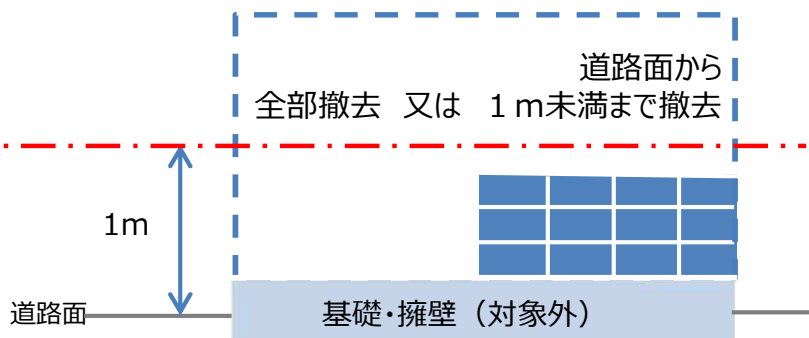 道路面から
全部撤去 又は 1m未満まで撤去
1m
道路面
基礎・擁壁（対象外）